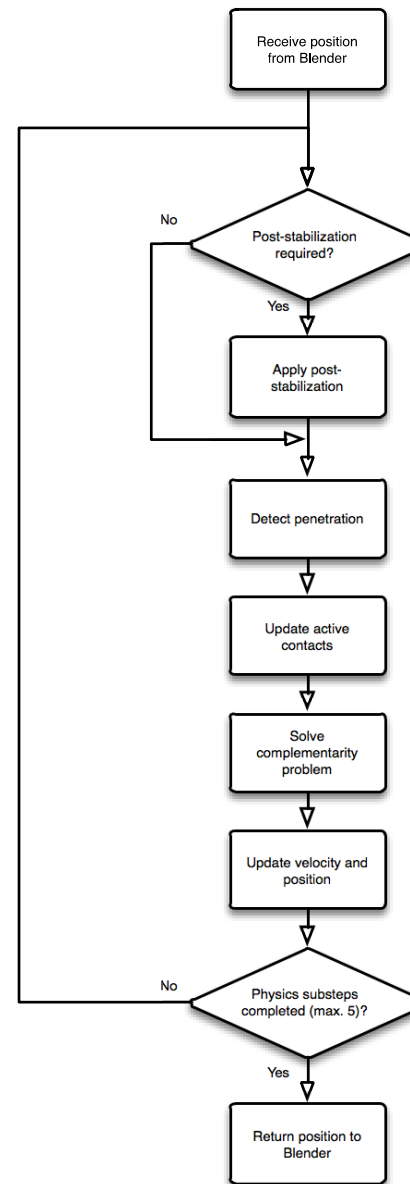 Receive position
from Blender
No
Post-stabilization
required?
Yes
Apply post-
stabilization
Detect penetration
Update active
contacts
Solve
complementarity
problem
Update velocity and
position
No
Physics substeps
completed (max. 5)?
Yes
Return position to
Blender